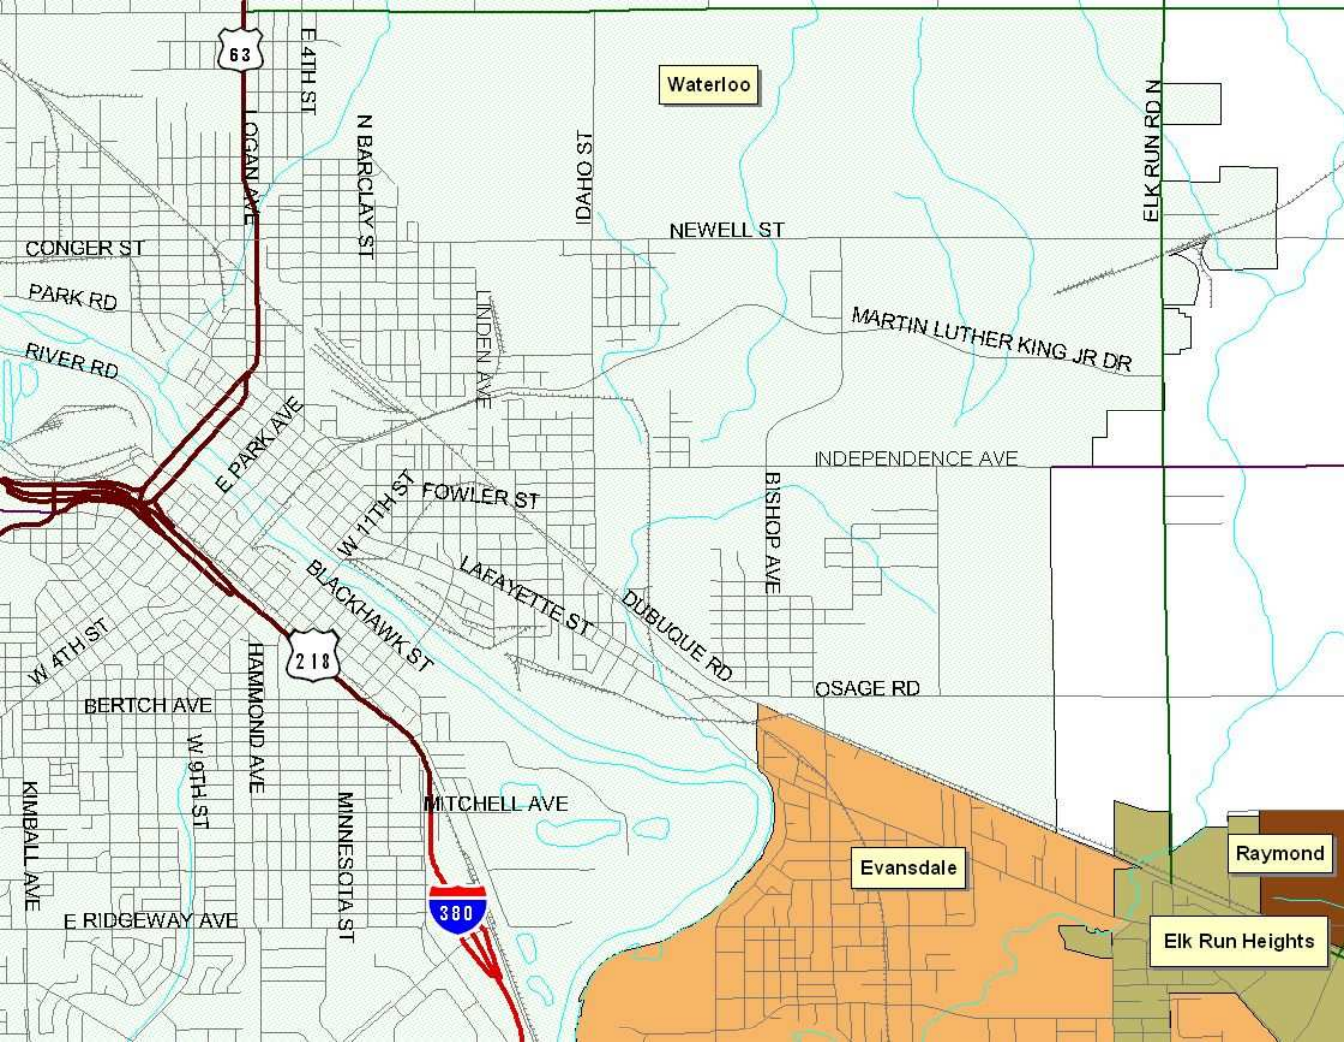 63
E 4TH ST
Waterloo
ELK RUN RD N
LOGAN AVE
N BARCLAY ST
IDAHO ST
NEWELL ST
CONGER ST
PARK RD
LINDEN AVE
MARTIN LUTHER KING JR DR
RIVER RD
E PARK AVE
INDEPENDENCE AVE
W 11TH ST
FOWLER ST
BISHOP AVE
BLACKHAWK ST
LAFAYETTE ST
DUBUQUE RD
W 4TH ST
218
HAMMOND AVE
OSAGE RD
BERTCH AVE
W 9TH ST
KIMBALL AVE
MINNESOTA ST
MITCHELL AVE
Evansdale
Raymond
380
E RIDGEWAY AVE
Elk Run Heights